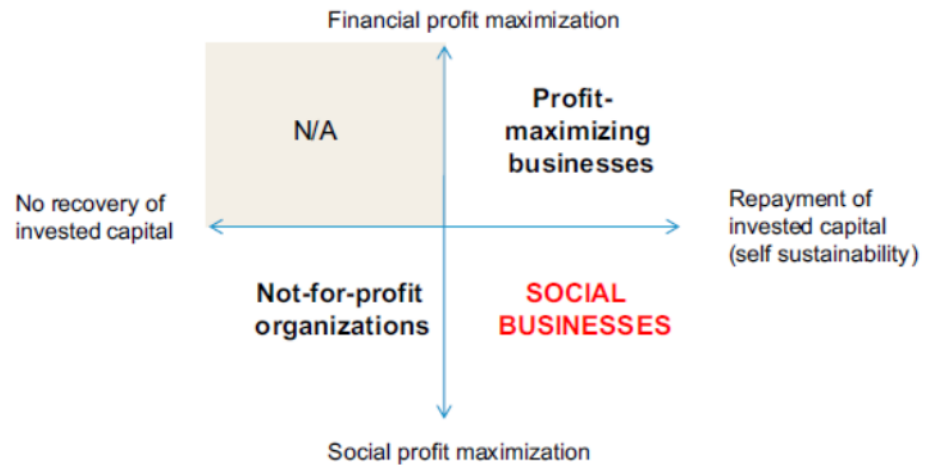 Financial profit maximization
N/A
Profit-
maximizing
businesses
No recovery of
invested capital
Repayment of
invested capital
(self sustainability)
Not-for-profit
organizations
SOCIAL
BUSINESSES
Social profit maximization